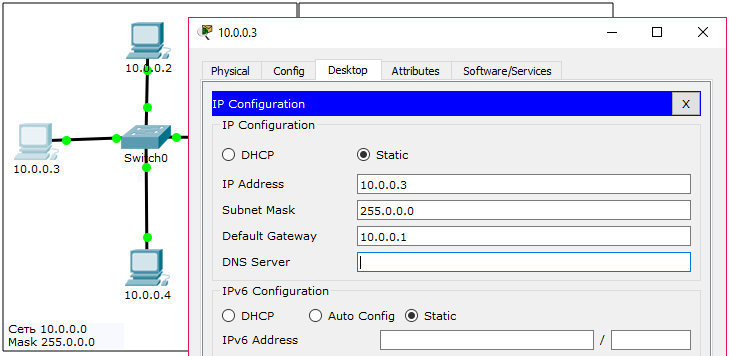 10.0.0.2
10.0.0.3
Switch0
10.0.0.4
Сеть 10.0.0.0
Mask 255.0.0.0
10.0.0.3
Physical Config Desktop Attributes Software/Services
IP Configuration X
IP Configuration
DHCP Static
IP Address 10.0.0.3
Subnet Mask 255.0.0.0
Default Gateway 10.0.0.1
DNS Server
IPv6 Configuration
DHCP Auto Config Static
IPv6 Address /